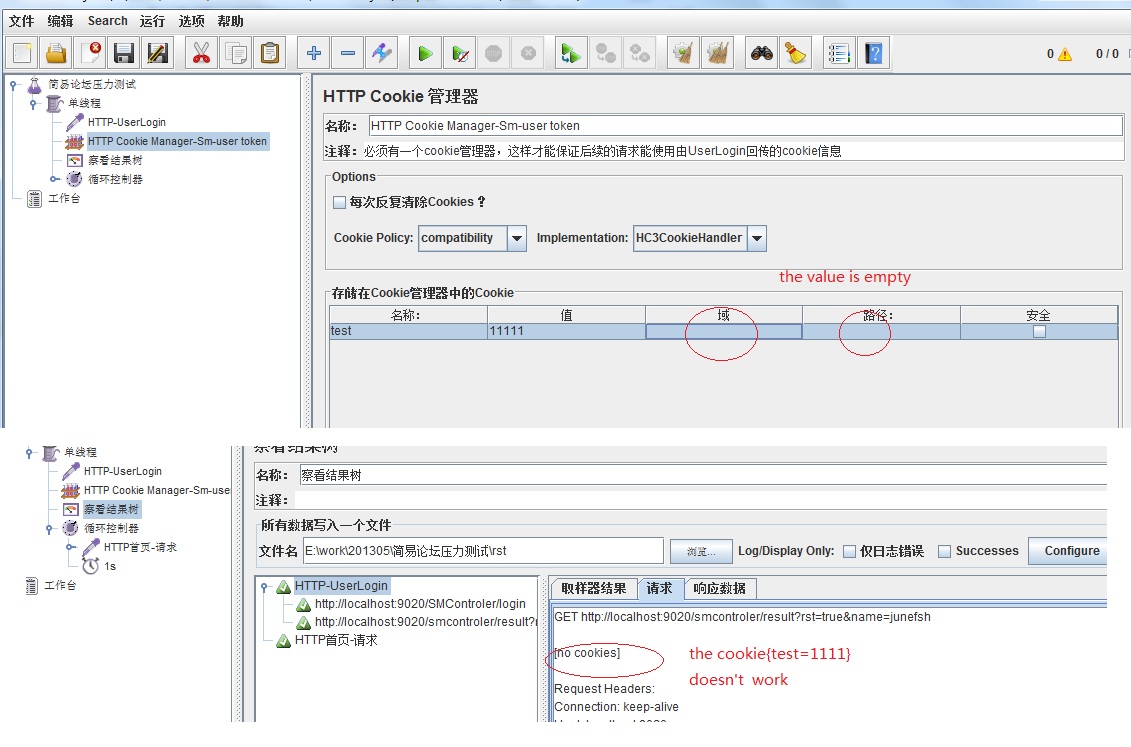 文件 编辑 Search 运行 选项 帮助
0 0 / 0
简易论坛压力测试
单线程
HTTP-UserLogin
HTTP Cookie Manager-Sm-user token
察看结果树
循环控制器
工作台
HTTP Cookie 管理器
名称： HTTP Cookie Manager-Sm-user token
注释： 必须有一个cookie管理器，这样才能保证后续的请求能使用由UserLogin回传的cookie信息
Options
每次反复清除Cookies？
Cookie Policy: compatibility Implementation: HC3CookieHandler
the value is empty
存储在Cookie管理器中的Cookie
名称： 值 域 路径： 安全
test 11111
单线程
HTTP-UserLogin
HTTP Cookie Manager-Sm-use
察看结果树
循环控制器
HTTP首页-请求
1s
工作台
察看结果树
名称： 察看结果树
注释：
所有数据写入一个文件
文件名 E:\work\201305\简易论坛压力测试\rst 浏览... Log/Display Only: 仅日志错误 Successes Configure
HTTP-UserLogin
http://localhost:9020/SMControler/login
http://localhost:9020/smcontroler/result?r
HTTP首页-请求
取样器结果 请求 响应数据
GET http://localhost:9020/smcontroler/result?rst=true&name=junefsh
[no cookies]
the cookie{test=1111}
doesn't work
Request Headers:
Connection: keep-alive